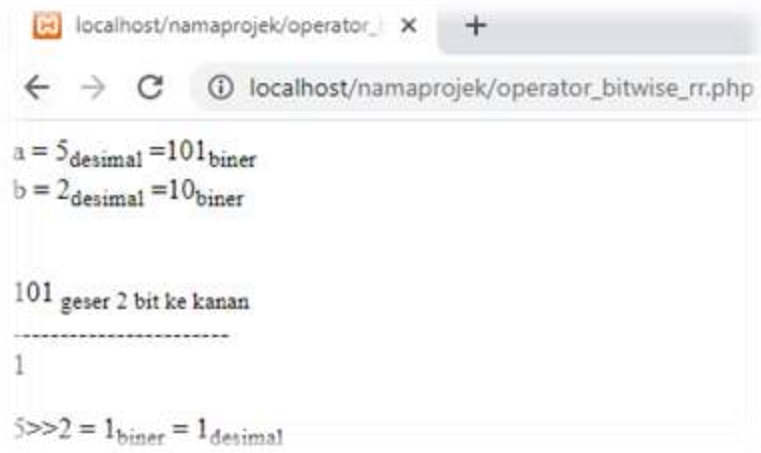 localhost/namaprojek/operator_
localhost/namaprojek/operator_bitwise_rr.php
a = 5desimal =101biner
b = 2desimal =10biner
101 geser 2 bit ke kanan
-----------------------
1
5>>2 = 1biner = 1desimal